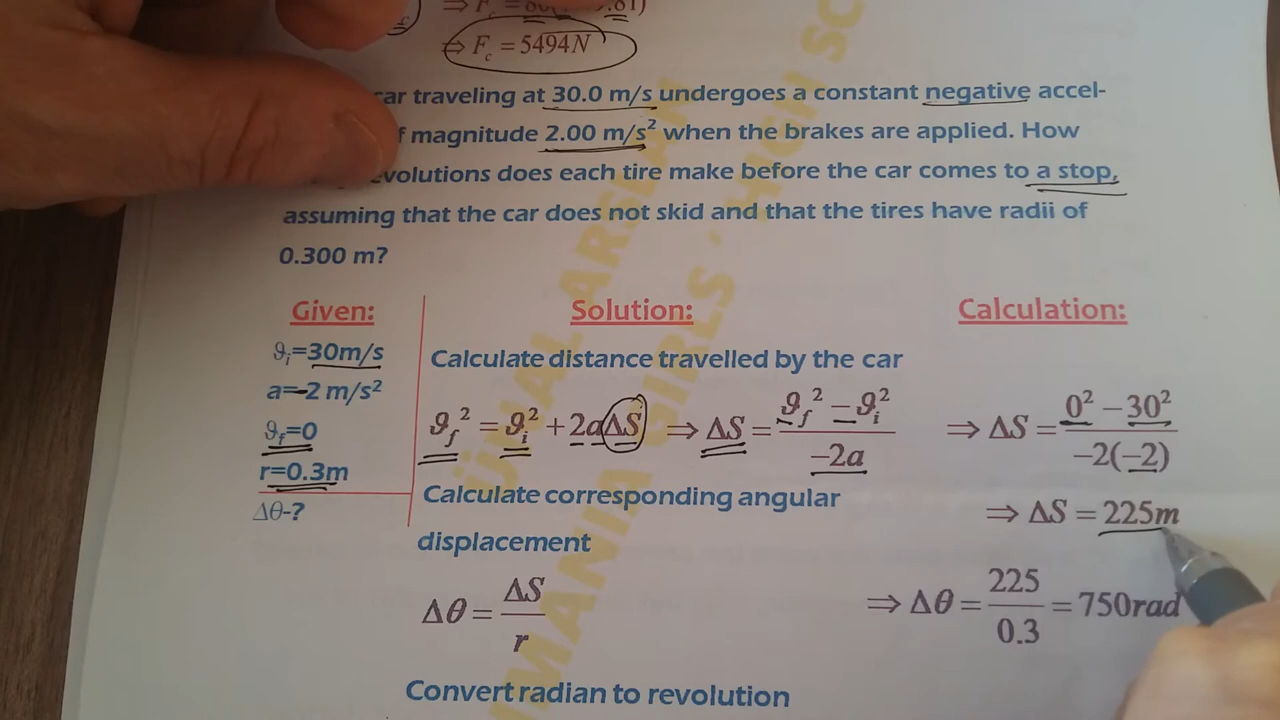 ⇒ F_c = 5494N
car traveling at 30.0 m/s undergoes a constant negative accel-
f magnitude 2.00 m/s² when the brakes are applied. How
evolutions does each tire make before the car comes to a stop,
assuming that the car does not skid and that the tires have radii of
0.300 m?
Given: Solution: Calculation:
ϑᵢ=30m/s
a=-2 m/s²
ϑ_f=0
r=0.3m
Δθ-?
Calculate distance travelled by the car
ϑ_f² = ϑᵢ² + 2aΔS ⇒ ΔS = (ϑ_f² − ϑᵢ²)/(−2a) ⇒ ΔS = (0² − 30²)/(−2(−2))
Calculate corresponding angular
displacement
⇒ ΔS = 225m
Δθ = ΔS/r ⇒ Δθ = 225/0.3 = 750rad
Convert radian to revolution